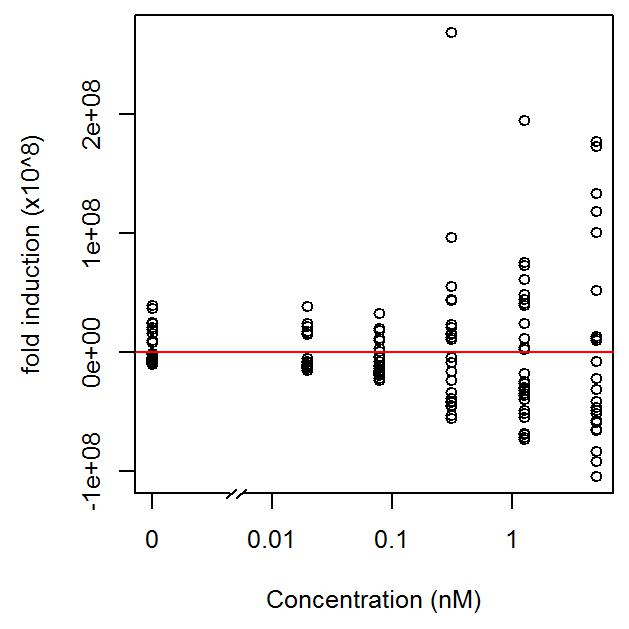 fold induction (x10^8)
2e+08
1e+08
0e+00
-1e+08
0 0.01 0.1 1
Concentration (nM)